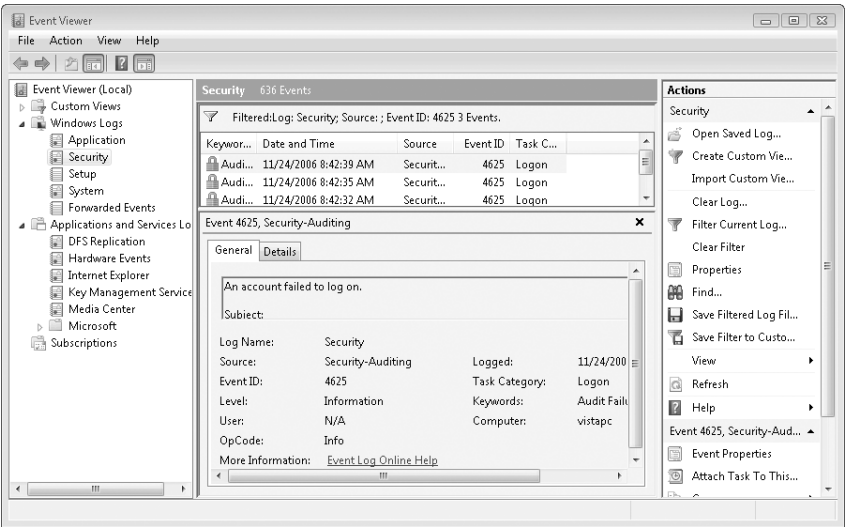 Event Viewer
File Action View Help
Event Viewer (Local)
Custom Views
Windows Logs
Application
Security
Setup
System
Forwarded Events
Applications and Services Lo
DFS Replication
Hardware Events
Internet Explorer
Key Management Service
Media Center
Microsoft
Subscriptions
Security 636 Events
Filtered:Log: Security; Source: ; Event ID: 4625 3 Events.
Keywor... Date and Time Source Event ID Task C...
Audi... 11/24/2006 8:42:39 AM Securit... 4625 Logon
Audi... 11/24/2006 8:42:35 AM Securit... 4625 Logon
Audi... 11/24/2006 8:42:32 AM Securit... 4625 Logon
Event 4625, Security-Auditing
General Details
An account failed to log on.
Subject:
Log Name: Security
Source: Security-Auditing Logged: 11/24/200
Event ID: 4625 Task Category: Logon
Level: Information Keywords: Audit Failu
User: N/A Computer: vistapc
OpCode: Info
More Information: Event Log Online Help
Actions
Security
Open Saved Log...
Create Custom Vie...
Import Custom Vie...
Clear Log...
Filter Current Log...
Clear Filter
Properties
Find...
Save Filtered Log Fil...
Save Filter to Custo...
View
Refresh
Help
Event 4625, Security-Aud...
Event Properties
Attach Task To This...